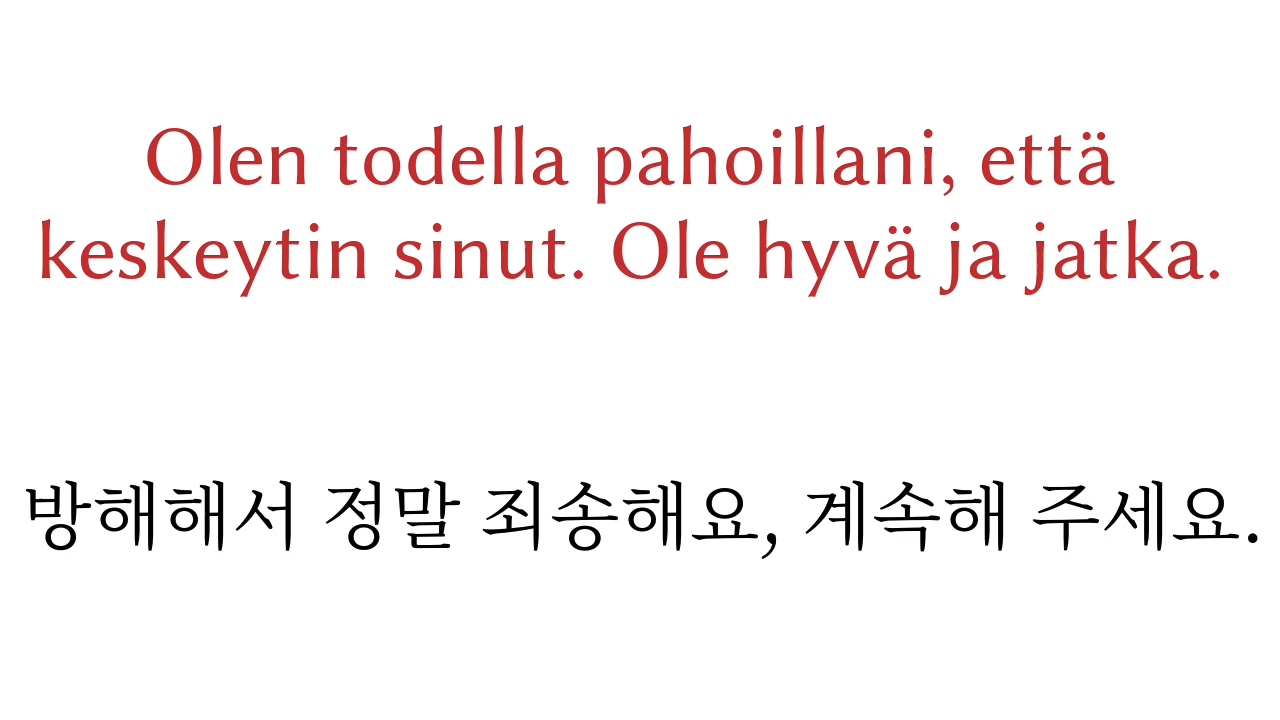 Olen todella pahoillani, että
keskeytin sinut. Ole hyvä ja jatka.
방해해서 정말 죄송해요, 계속해 주세요.